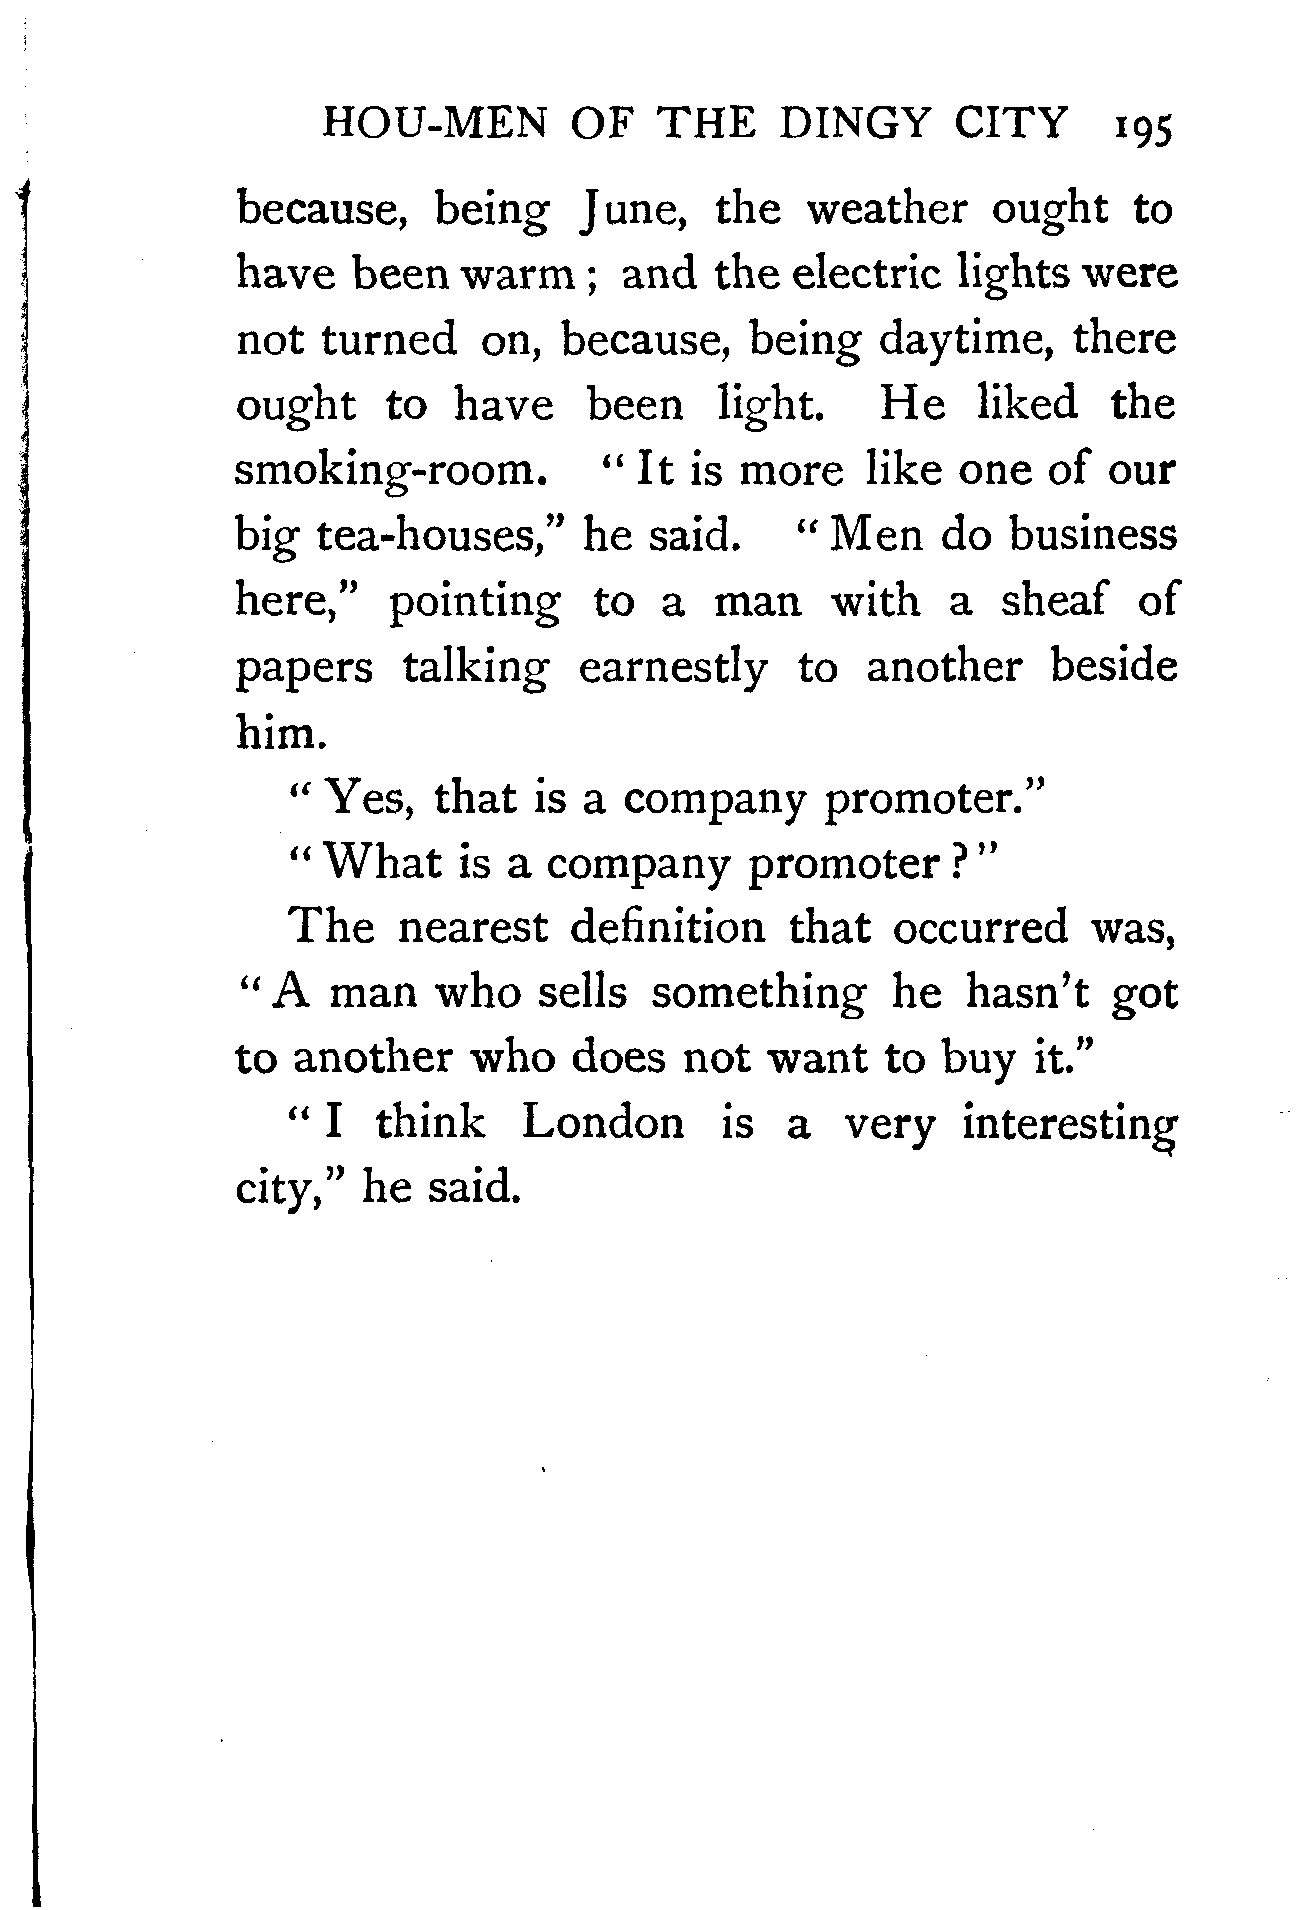 HOU-MEN OF THE DINGY CITY 195
because, being June, the weather ought to
have been warm ; and the electric lights were
not turned on, because, being daytime, there
ought to have been light. He liked the
smoking-room. “ It is more like one of our
big tea-houses,” he said. “ Men do business
here,” pointing to a man with a sheaf of
papers talking earnestly to another beside
him.
“ Yes, that is a company promoter.”
“ What is a company promoter ? ”
The nearest definition that occurred was,
“ A man who sells something he hasn’t got
to another who does not want to buy it.”
“ I think London is a very interesting
city,” he said.